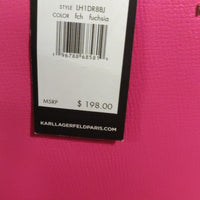 STYLE LH1DR8BJ
COLOR fch fuchsia
MSRP $ 198.00
KARLLAGERFELDPARIS.COM